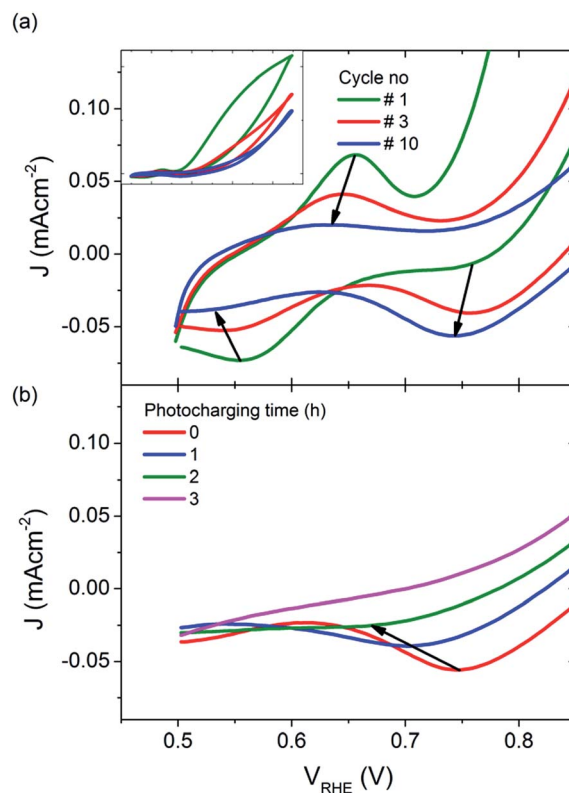 (a)
Cycle no
# 1
# 3
# 10
0.10
0.05
0.00
-0.05
J (mAcm⁻²)
(b)
Photocharging time (h)
0
1
2
3
0.10
0.05
0.00
-0.05
J (mAcm⁻²)
0.5 0.6 0.7 0.8
V_RHE (V)